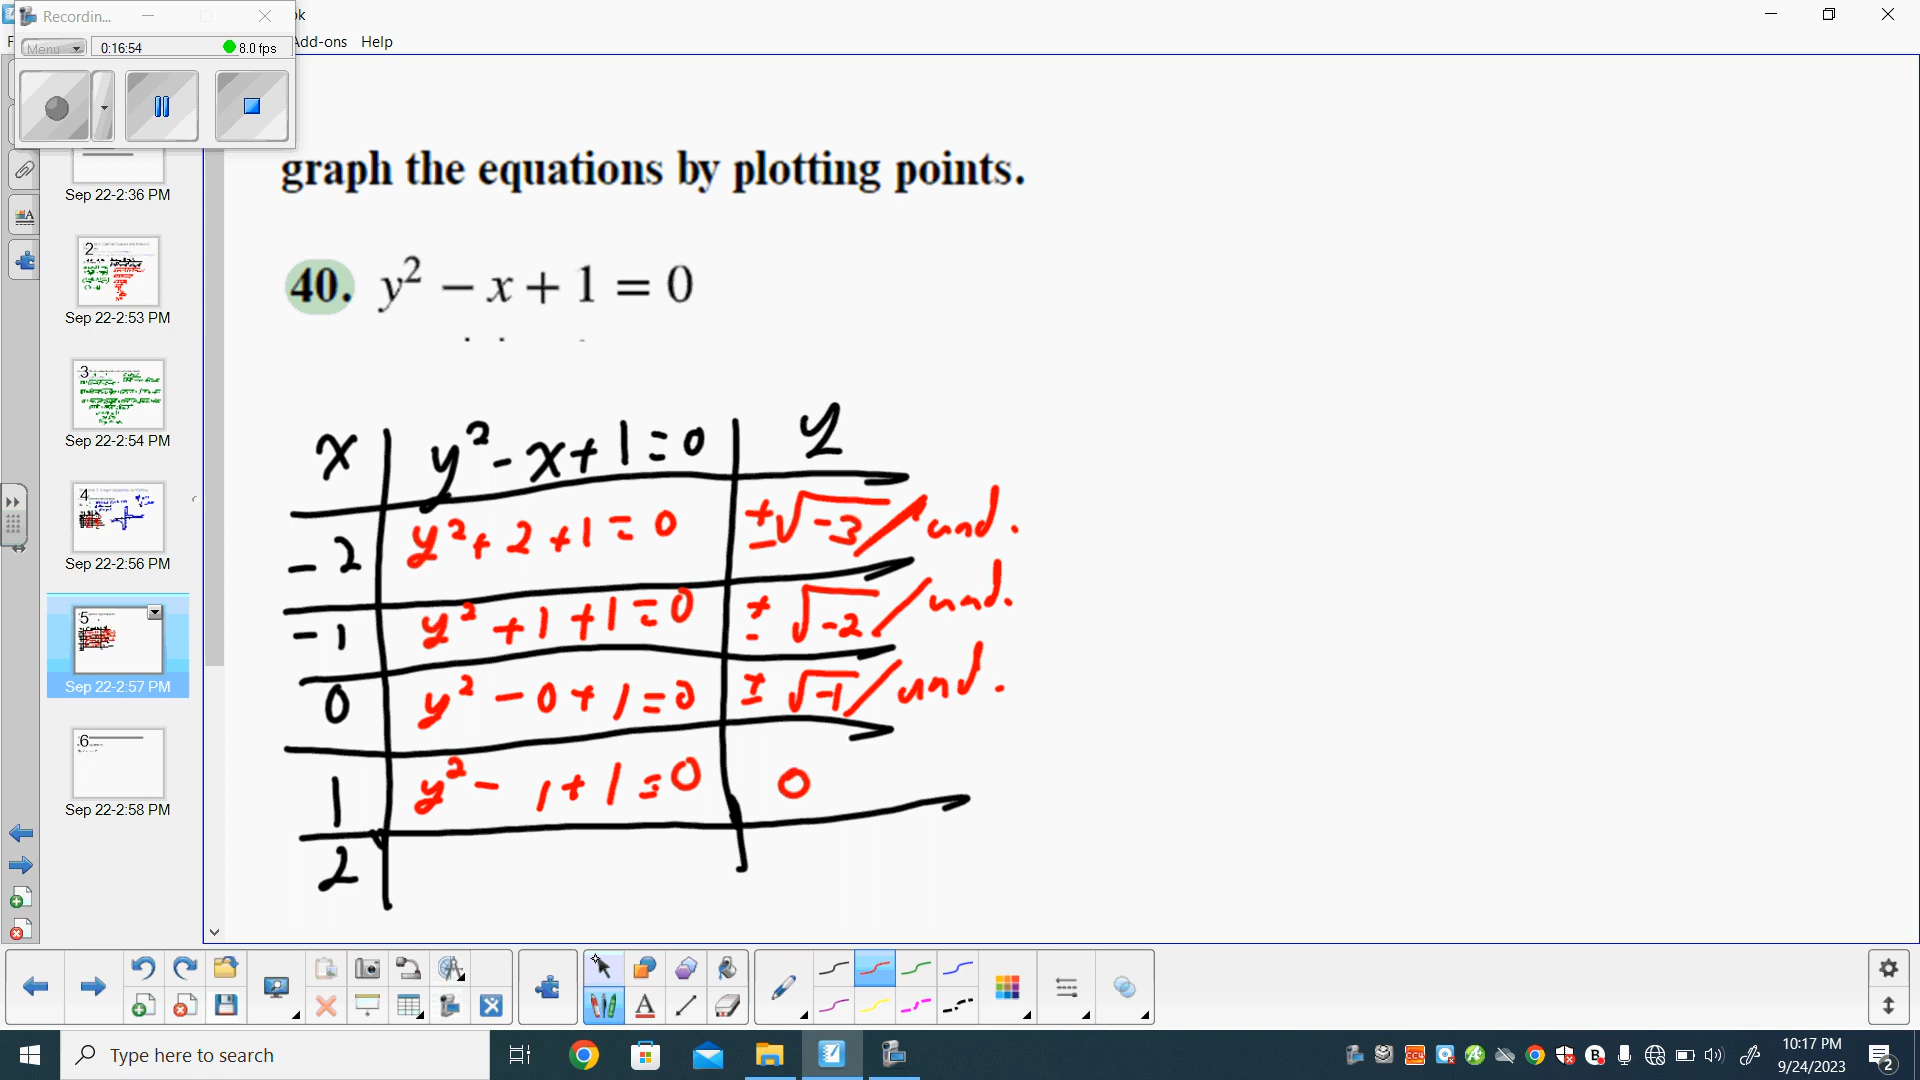 Recordin...
ok
Menu
0:16:54
8.0 fps
Add-ons Help
Sep 22-2:36 PM
2
Sep 22-2:53 PM
3
Sep 22-2:54 PM
4
Sep 22-2:56 PM
5
Sep 22-2:57 PM
6
Sep 22-2:58 PM
graph the equations by plotting points.
40. y² − x + 1 = 0
x y² - x + 1 = 0 y
-2 y² + 2 + 1 = 0 ±√-3 / und.
-1 y² + 1 + 1 = 0 ± √-2 / und.
0 y² - 0 + 1 = 0 ± √-1 / und.
1 y² - 1 + 1 = 0 0
2
Type here to search
10:17 PM
9/24/2023
2